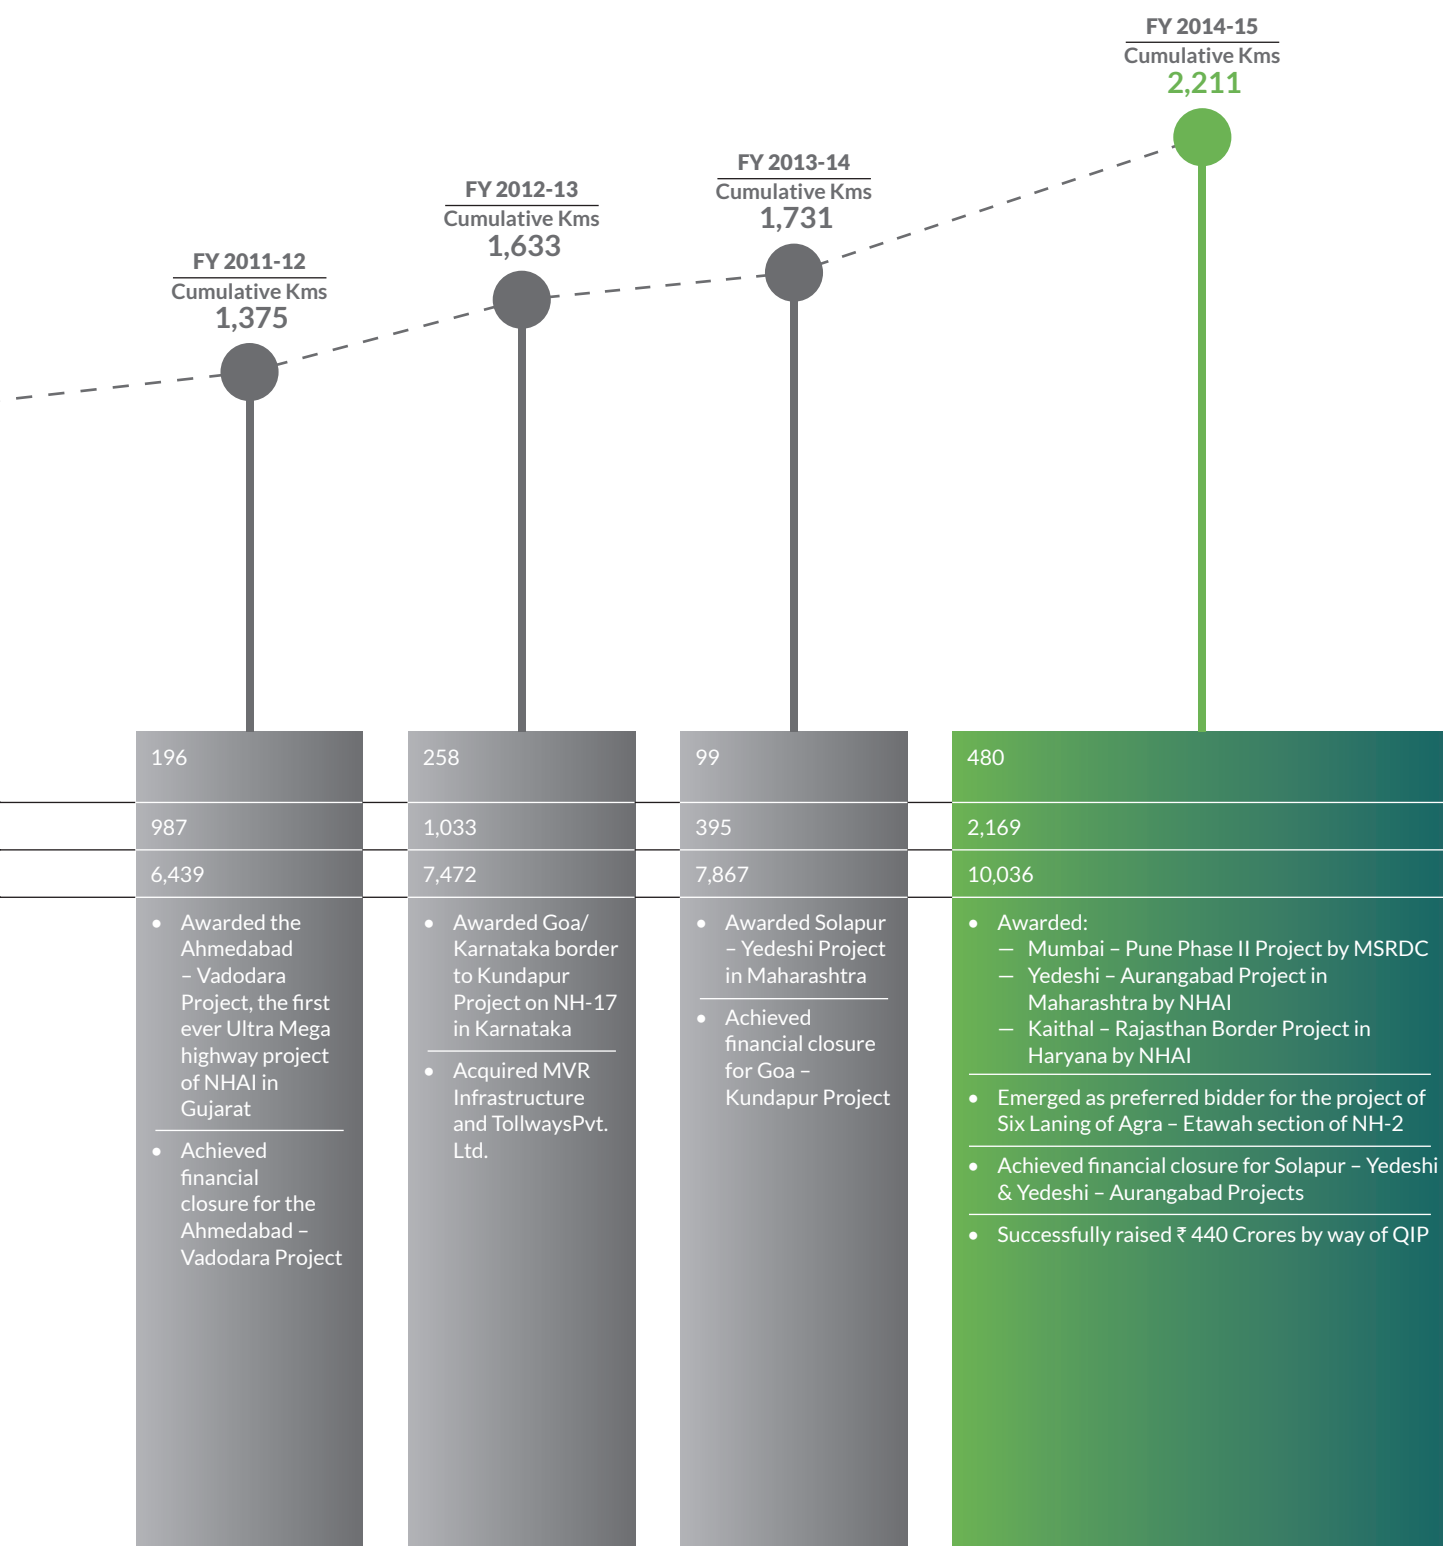 FY 2014-15
Cumulative Kms
2,211
FY 2013-14
Cumulative Kms
1,731
FY 2012-13
Cumulative Kms
1,633
FY 2011-12
Cumulative Kms
1,375
196
987
6,439
• Awarded the
Ahmedabad
– Vadodara
Project, the first
ever Ultra Mega
highway project
of NHAI in
Gujarat
• Achieved
financial
closure for the
Ahmedabad –
Vadodara Project
258
1,033
7,472
• Awarded Goa/
Karnataka border
to Kundapur
Project on NH-17
in Karnataka
• Acquired MVR
Infrastructure
and TollwaysPvt.
Ltd.
99
395
7,867
• Awarded Solapur
– Yedeshi Project
in Maharashtra
• Achieved
financial closure
for Goa –
Kundapur Project
480
2,169
10,036
• Awarded:
— Mumbai – Pune Phase II Project by MSRDC
— Yedeshi – Aurangabad Project in
Maharashtra by NHAI
— Kaithal – Rajasthan Border Project in
Haryana by NHAI
• Emerged as preferred bidder for the project of
Six Laning of Agra – Etawah section of NH-2
• Achieved financial closure for Solapur – Yedeshi
& Yedeshi – Aurangabad Projects
• Successfully raised ₹ 440 Crores by way of QIP